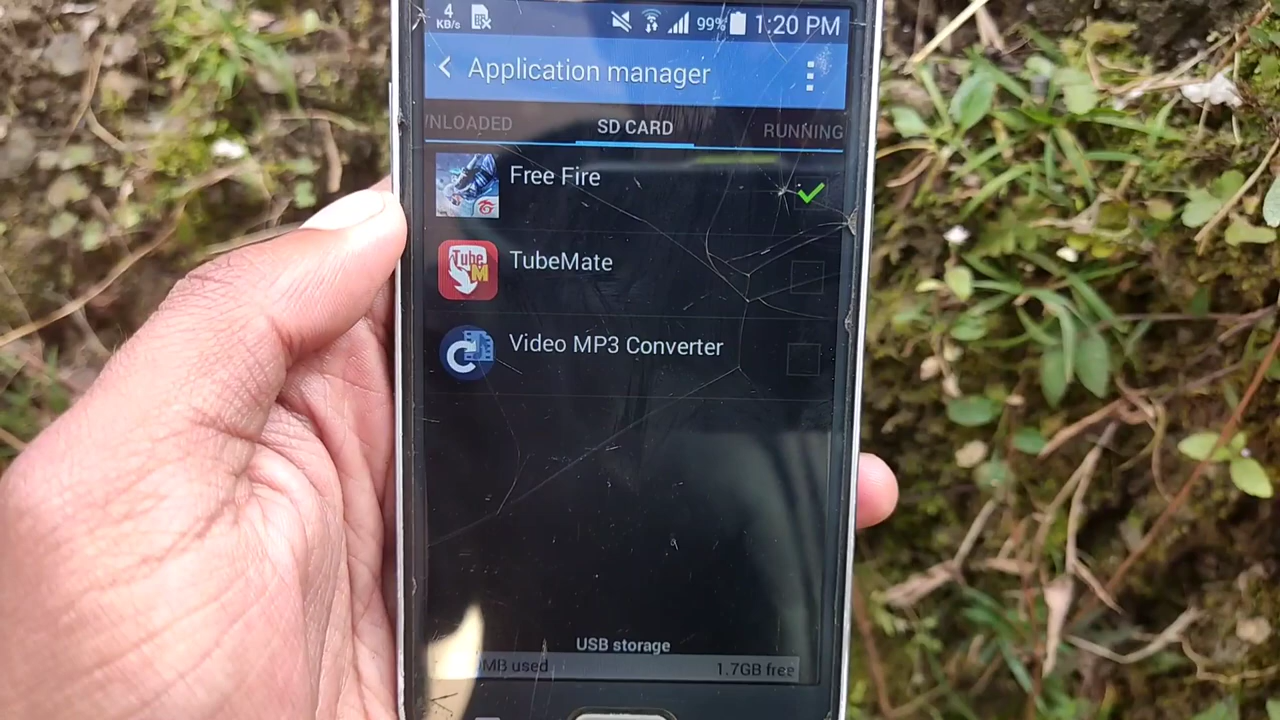 4
KB/s
99%
1:20 PM
Application manager
NLOADED
SD CARD
RUNNING
Free Fire
Tube
M
TubeMate
Video MP3 Converter
USB storage
MB used
1.7GB free